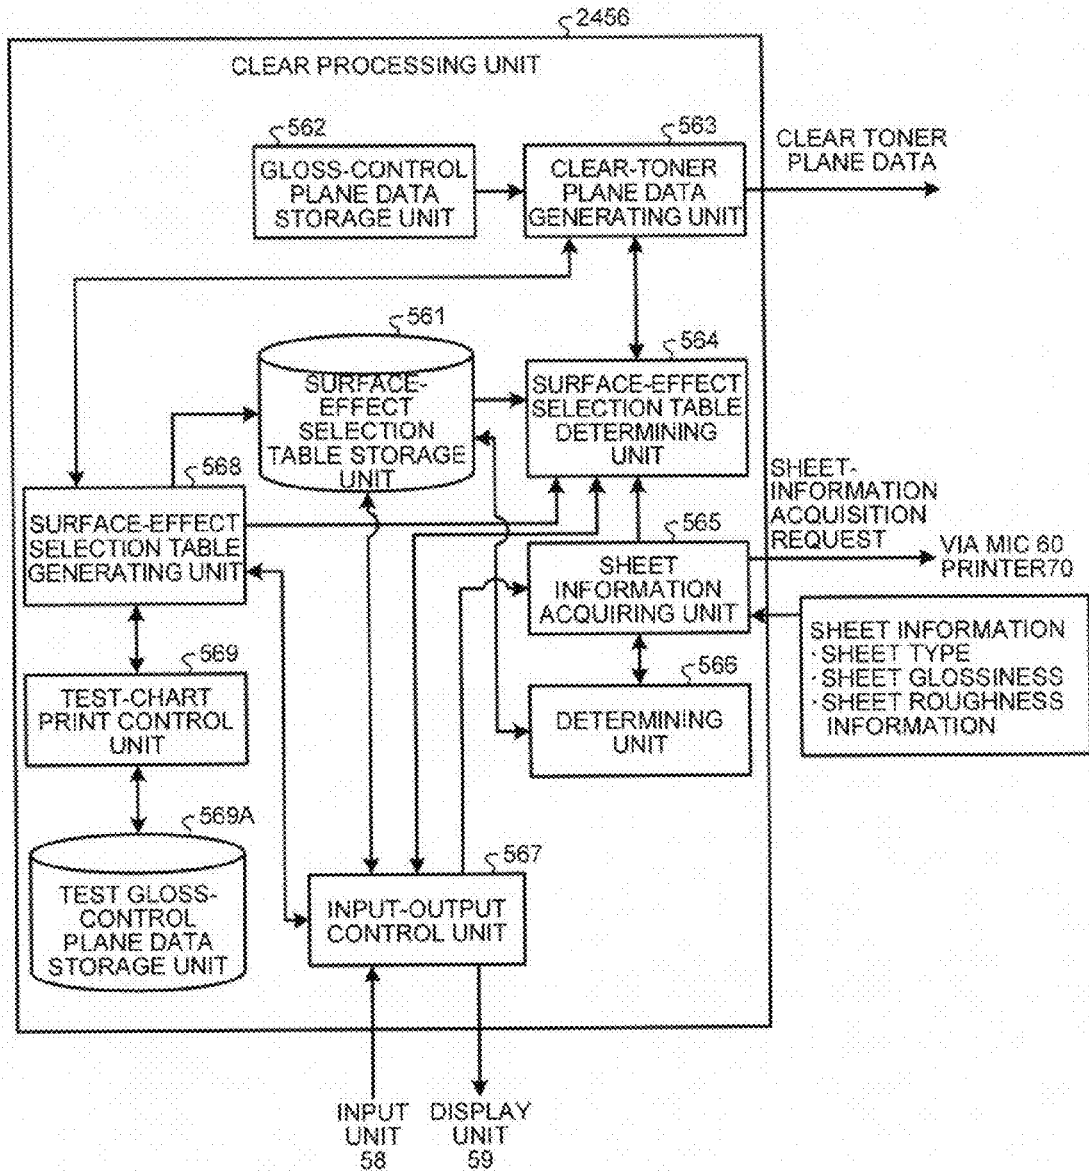 2456
CLEAR PROCESSING UNIT
562
GLOSS-CONTROL
PLANE DATA
STORAGE UNIT
563
CLEAR-TONER
PLANE DATA
GENERATING UNIT
CLEAR TONER
PLANE DATA
561
SURFACE-
EFFECT
SELECTION
TABLE STORAGE
UNIT
564
SURFACE-EFFECT
SELECTION TABLE
DETERMINING
UNIT
568
SURFACE-EFFECT
SELECTION TABLE
GENERATING UNIT
SHEET-
INFORMATION
ACQUISITION
REQUEST
565
SHEET
INFORMATION
ACQUIRING UNIT
VIA MIC 60
PRINTER70
SHEET INFORMATION
·SHEET TYPE
·SHEET GLOSSINESS
·SHEET ROUGHNESS
INFORMATION
569
TEST-CHART
PRINT CONTROL
UNIT
566
DETERMINING
UNIT
569A
TEST GLOSS-
CONTROL
PLANE DATA
STORAGE UNIT
567
INPUT-OUTPUT
CONTROL UNIT
INPUT
UNIT
58
DISPLAY
UNIT
59